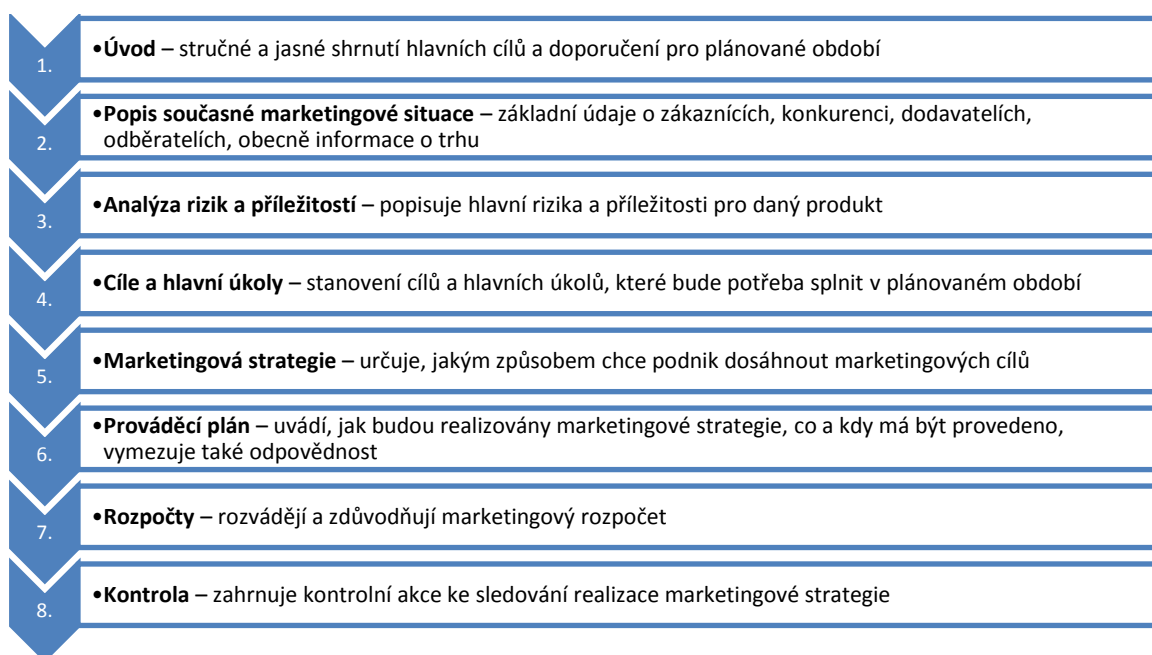 1.
•Úvod – stručné a jasné shrnutí hlavních cílů a doporučení pro plánované období
2.
•Popis současné marketingové situace – základní údaje o zákaznících, konkurenci, dodavatelích,
odběratelích, obecně informace o trhu
3.
•Analýza rizik a příležitostí – popisuje hlavní rizika a příležitosti pro daný produkt
4.
•Cíle a hlavní úkoly – stanovení cílů a hlavních úkolů, které bude potřeba splnit v plánovaném období
5.
•Marketingová strategie – určuje, jakým způsobem chce podnik dosáhnout marketingových cílů
6.
•Prováděcí plán – uvádí, jak budou realizovány marketingové strategie, co a kdy má být provedeno,
vymezuje také odpovědnost
7.
•Rozpočty – rozvádějí a zdůvodňují marketingový rozpočet
8.
•Kontrola – zahrnuje kontrolní akce ke sledování realizace marketingové strategie